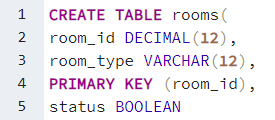 1 CREATE TABLE rooms(
2 room_id DECIMAL(12),
3 room_type VARCHAR(12),
4 PRIMARY KEY (room_id),
5 status BOOLEAN